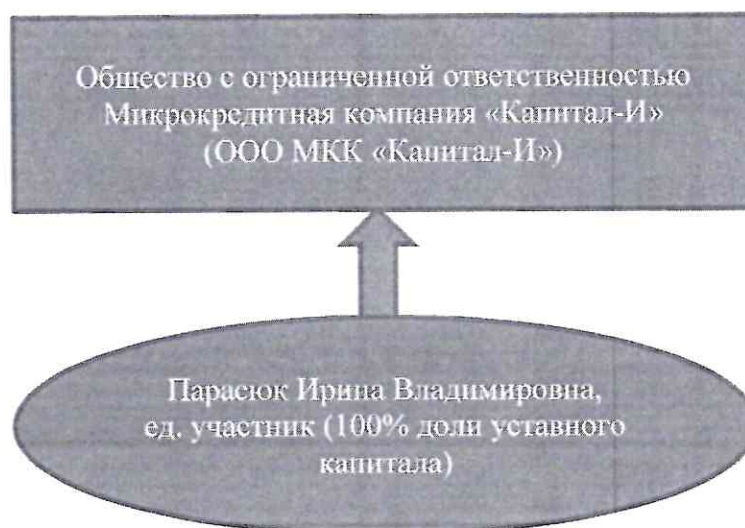 Общество с ограниченной ответственностью
Микрокредитная компания «Капитал-И»
(ООО МКК «Капитал-И»)
Парасюк Ирина Владимировна,
ед. участник (100% доли уставного
капитала)